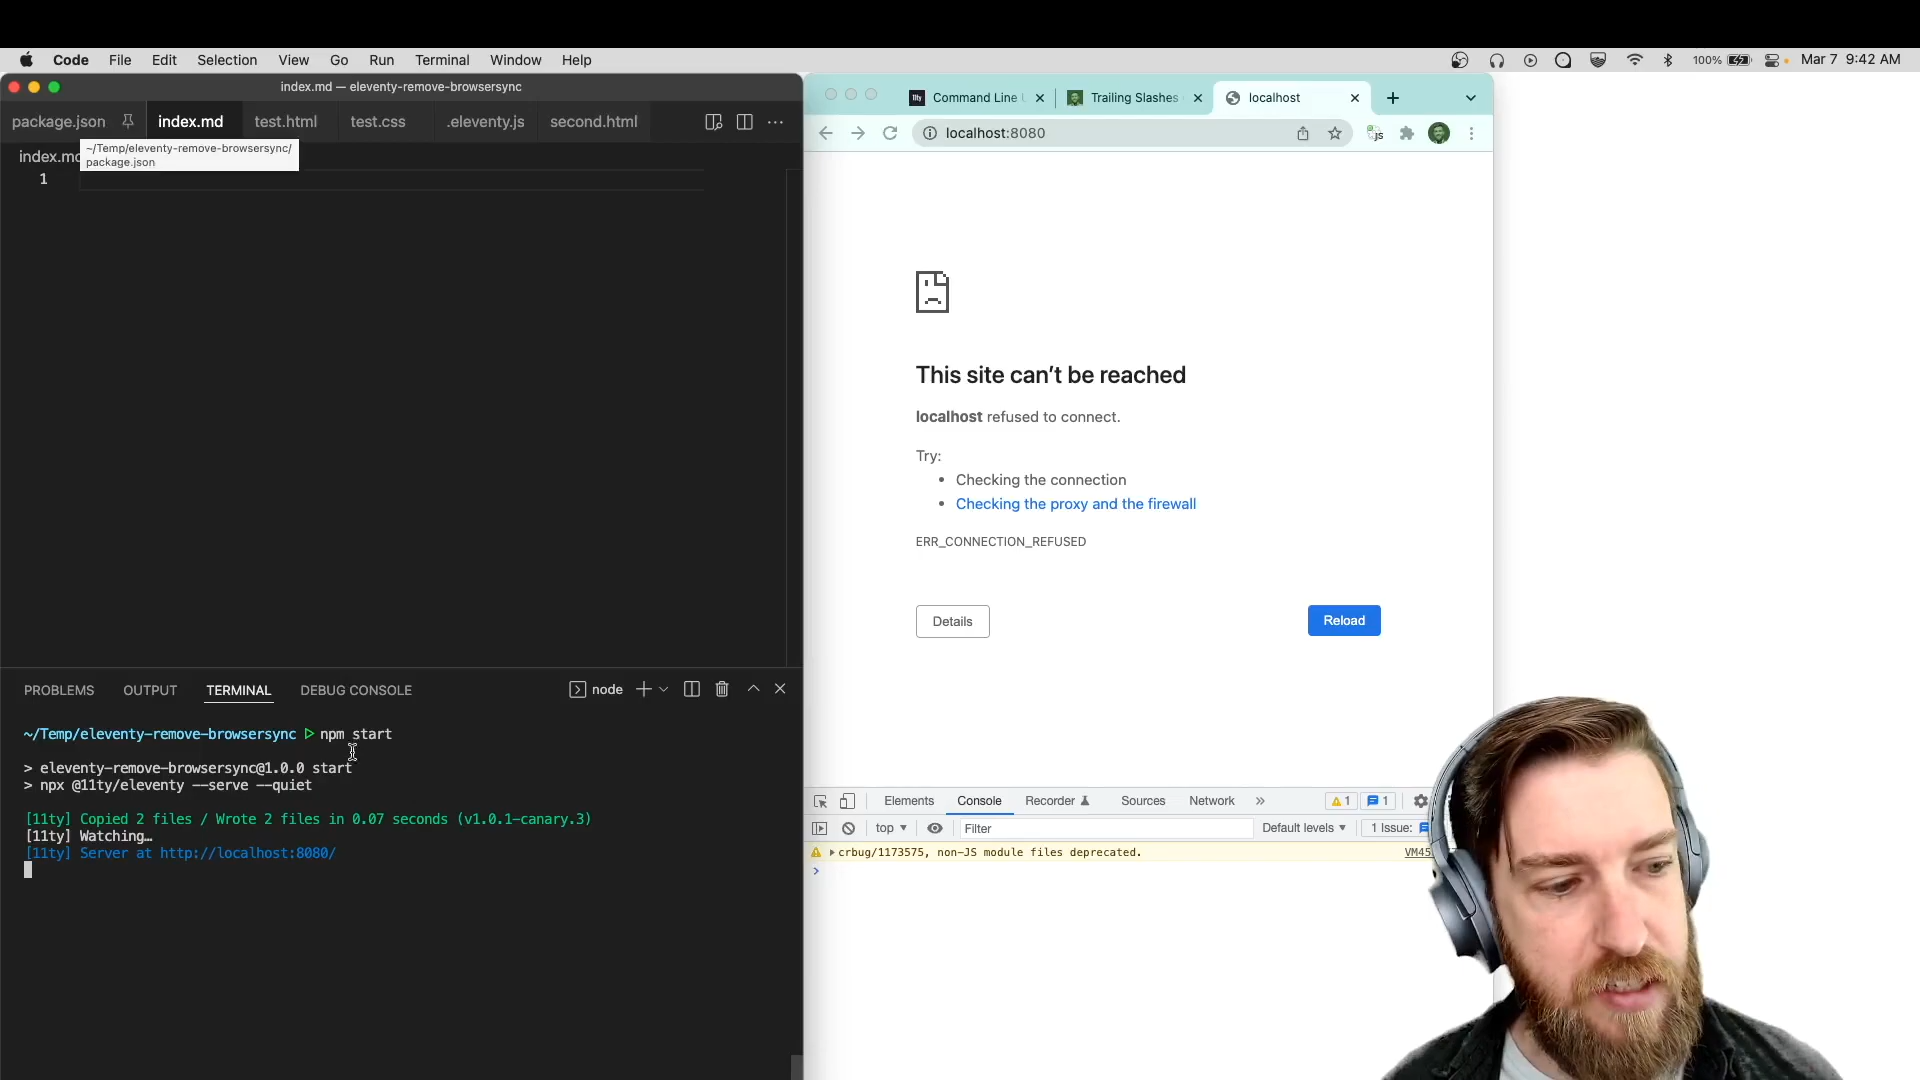 Code File Edit Selection View Go Run Terminal Window Help
100% Mar 7 9:42 AM
index.md — eleventy-remove-browsersync
package.json index.md test.html test.css .eleventy.js second.html
~/Temp/eleventy-remove-browsersync/
package.json
index.md
1
PROBLEMS OUTPUT TERMINAL DEBUG CONSOLE node
~/Temp/eleventy-remove-browsersync ▷ npm start
> eleventy-remove-browsersync@1.0.0 start
> npx @11ty/eleventy --serve --quiet
[11ty] Copied 2 files / Wrote 2 files in 0.07 seconds (v1.0.1-canary.3)
[11ty] Watching…
[11ty] Server at http://localhost:8080/
11ty Command Line Trailing Slashes localhost
localhost:8080
JS
This site can’t be reached
localhost refused to connect.
Try:
• Checking the connection
• Checking the proxy and the firewall
ERR_CONNECTION_REFUSED
Details Reload
Elements Console Recorder Sources Network » 1 1
top Filter Default levels 1 Issue:
crbug/1173575, non-JS module files deprecated. VM45